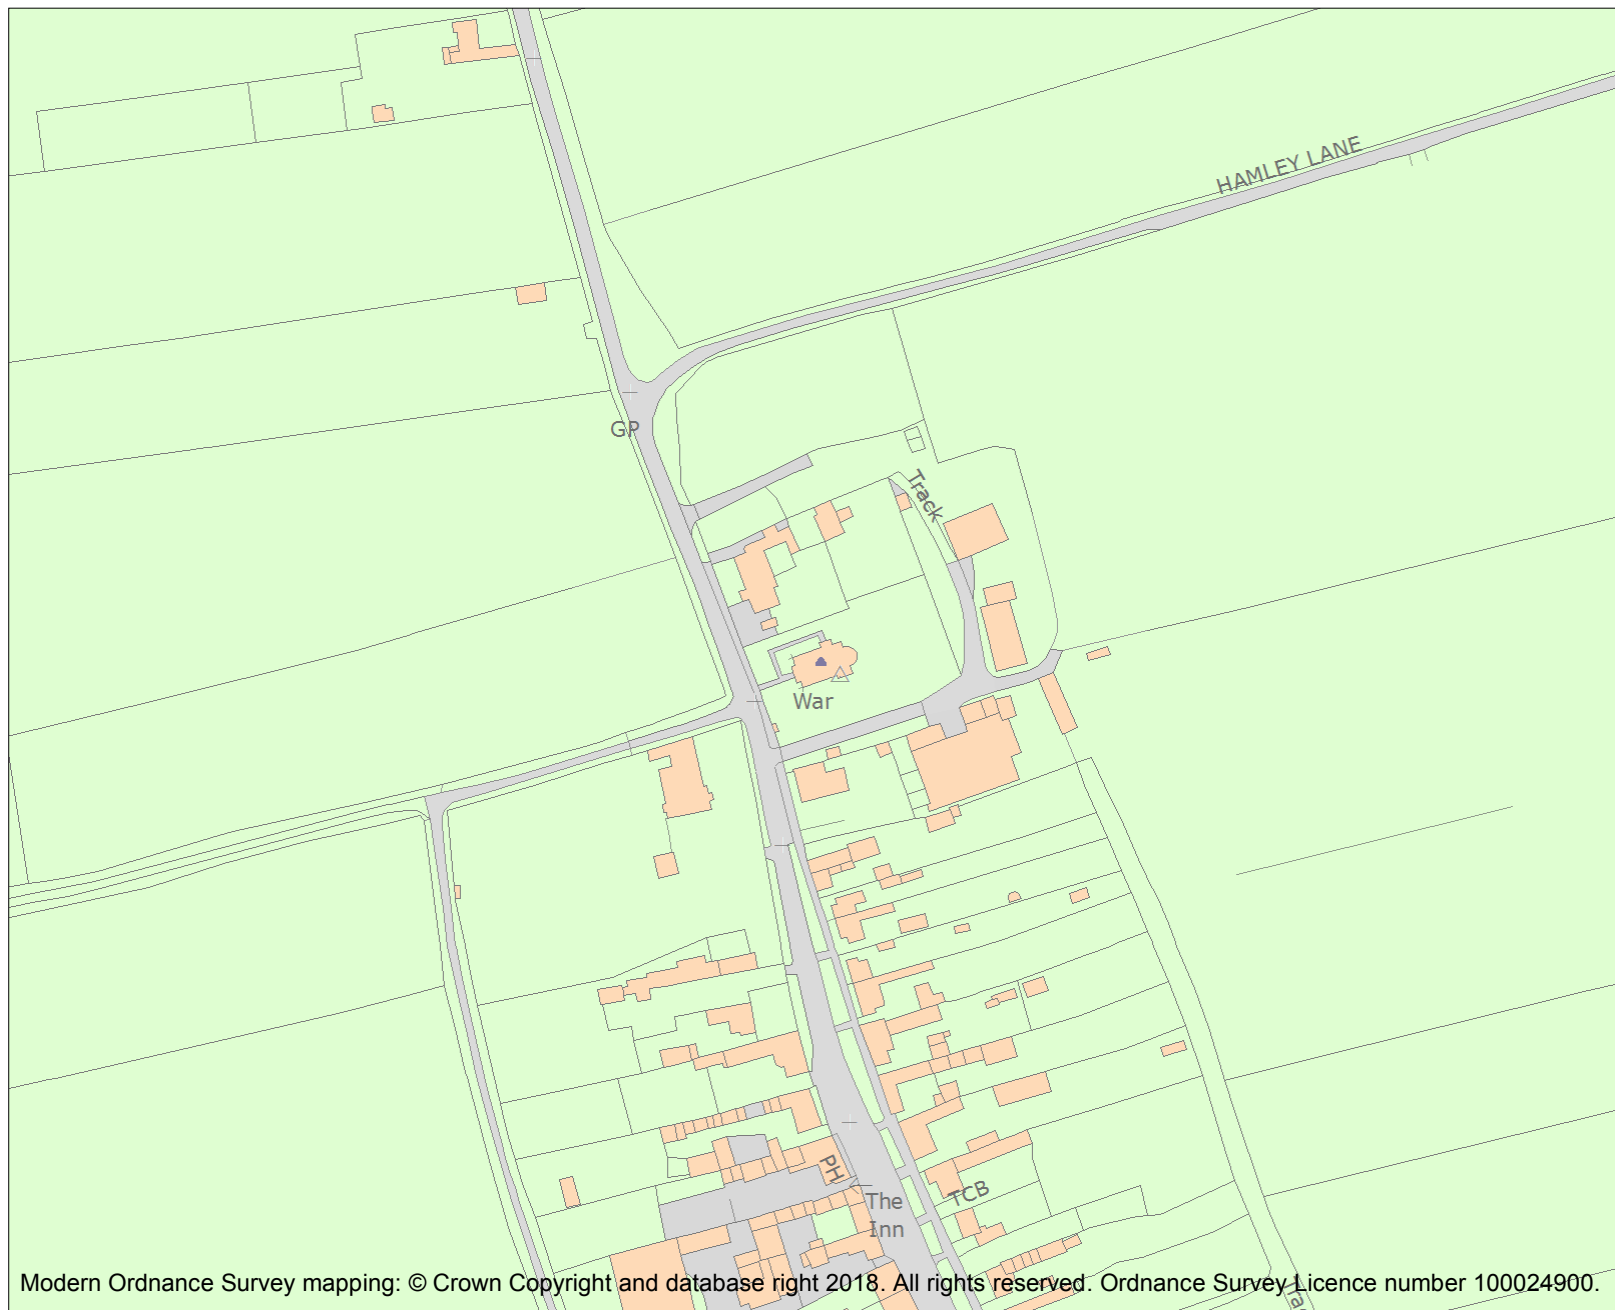 HAMLEY LANE
GP
Track
War
PH
TCB
The
Inn
Modern Ordnance Survey mapping: © Crown Copyright and database right 2018. All rights reserved. Ordnance Survey Licence number 100024900.